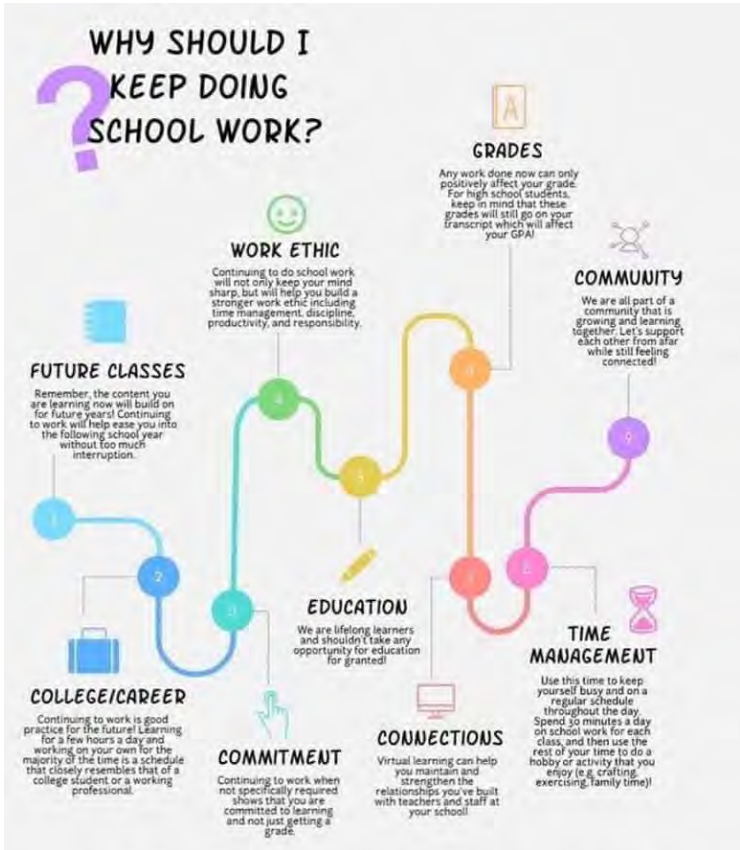 WHY SHOULD I
KEEP DOING
SCHOOL WORK?
?
FUTURE CLASSES
Remember, the content you
are learning now will build on
for future years! Continuing
to work will help ease you into
the following school year
without too much
interruption.
1
2
COLLEGE/CAREER
Continuing to work is good
practice for the future! Learning
for a few hours a day and
working on your own for the
majority of the time is a schedule
that closely resembles that of a
college student or a working
professional.
3
COMMITMENT
Continuing to work when
not specifically required
shows that you are
committed to learning
and not just getting a
grade.
WORK ETHIC
Continuing to do school work
will not only keep your mind
sharp, but will help you build a
stronger work ethic including
time management, discipline,
productivity, and responsibility.
4
5
EDUCATION
We are lifelong learners
and shouldn't take any
opportunity for education
for granted!
A
GRADES
Any work done now can only
positively affect your grade.
For high school students,
keep in mind that these
grades will still go on your
transcript which will affect
your GPA!
6
7
CONNECTIONS
Virtual learning can help
you maintain and
strengthen the
relationships you've built
with teachers and staff at
your school!
8
TIME
MANAGEMENT
Use this time to keep
yourself busy and on a
regular schedule
throughout the day.
Spend 30 minutes a day
on school work for each
class, and then use the
rest of your time to do a
hobby or activity that you
enjoy (e.g. crafting,
exercising, family time)!
COMMUNITY
We are all part of a
community that is
growing and learning
together. Let's support
each other from afar
while still feeling
connected!
9